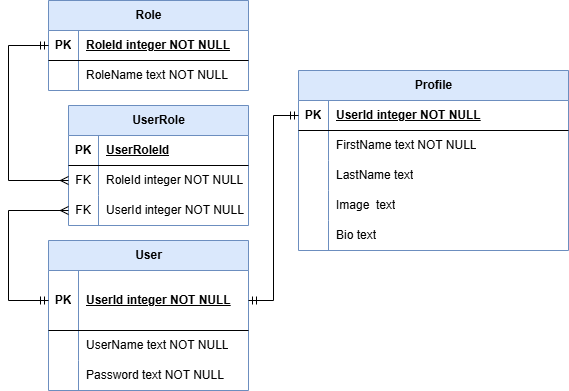 Role
PK RoleId integer NOT NULL
RoleName text NOT NULL
UserRole
PK UserRoleId
FK RoleId integer NOT NULL
FK UserId integer NOT NULL
User
PK UserId integer NOT NULL
UserName text NOT NULL
Password text NOT NULL
Profile
PK UserId integer NOT NULL
FirstName text NOT NULL
LastName text
Image  text
Bio text